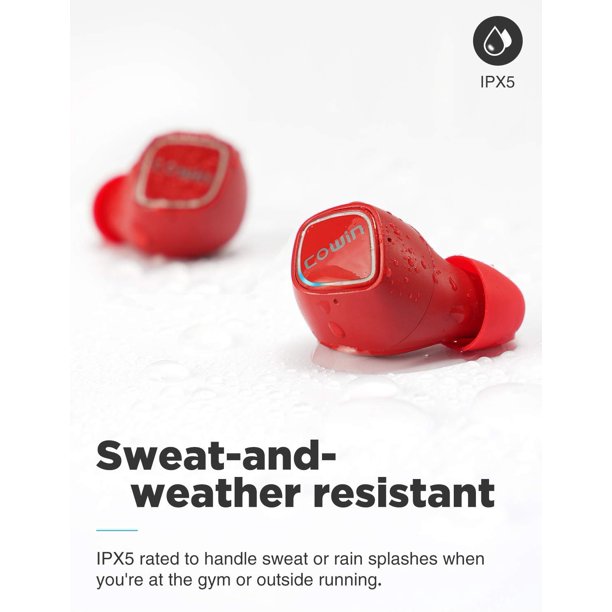 IPX5
cowin
Sweat-and-
weather resistant
IPX5 rated to handle sweat or rain splashes when
you're at the gym or outside running.